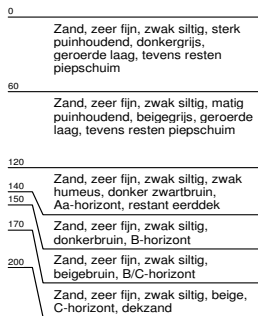 0
Zand, zeer fijn, zwak siltig, sterk
puinhoudend, donkergrijs,
geroerde laag, tevens resten
piepschuim
60
Zand, zeer fijn, zwak siltig, matig
puinhoudend, beigegrijs, geroerde
laag, tevens resten piepschuim
120
Zand, zeer fijn, zwak siltig, zwak
humeus, donker zwartbruin,
Aa-horizont, restant eerddek
140
Zand, zeer fijn, zwak siltig,
donkerbruin, B-horizont
150
Zand, zeer fijn, zwak siltig,
beigebruin, B/C-horizont
170
Zand, zeer fijn, zwak siltig, beige,
C-horizont, dekzand
200